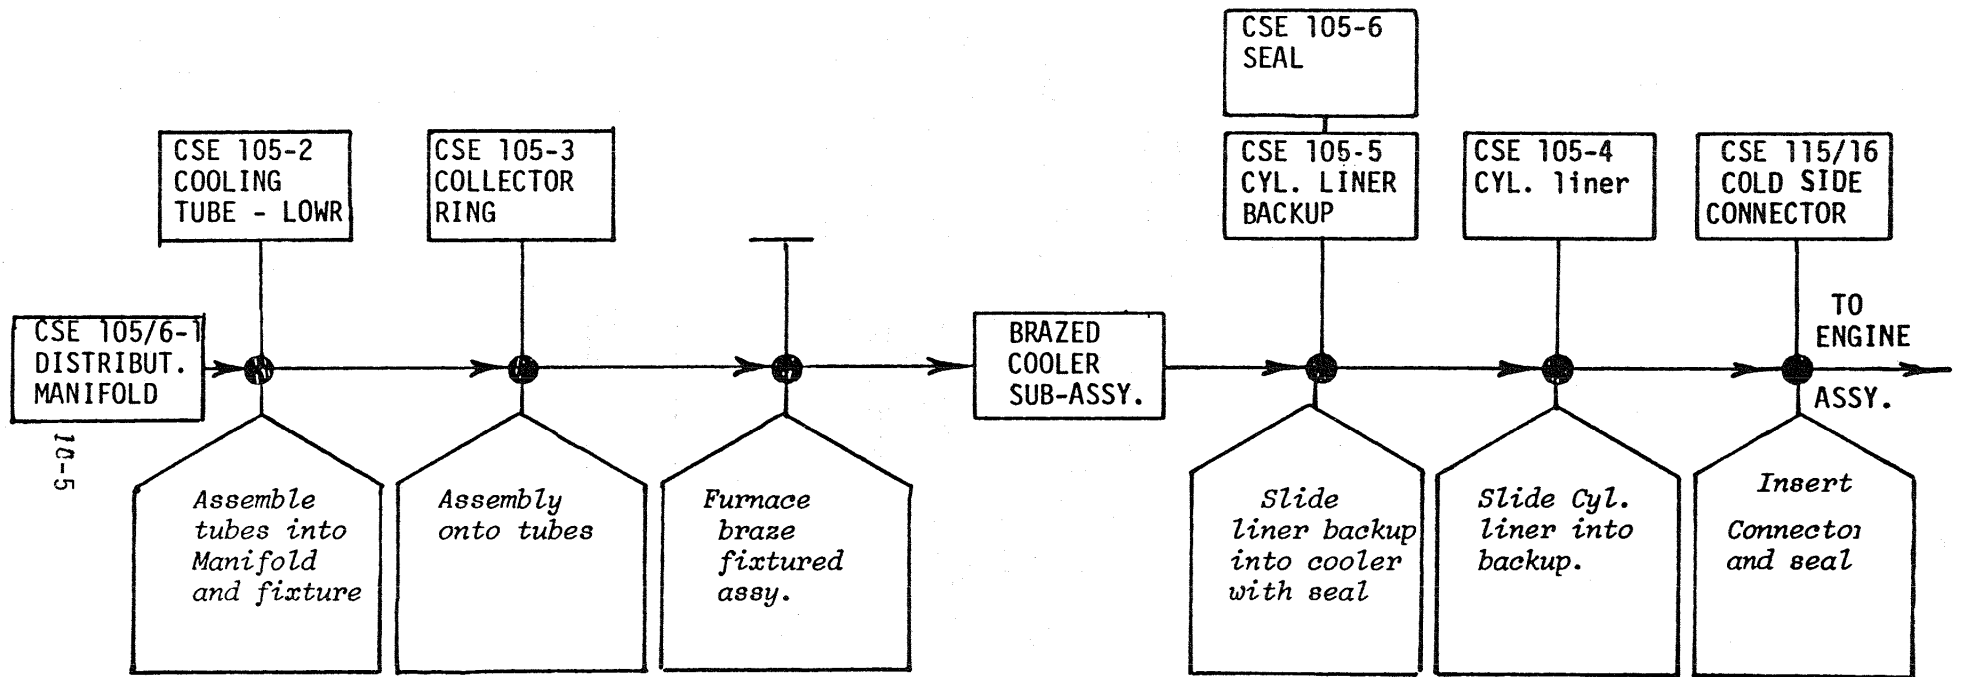 CSE 105-6
SEAL
CSE 105-2
COOLING
TUBE - LOWR
CSE 105-3
COLLECTOR
RING
CSE 105-5
CYL. LINER
BACKUP
CSE 105-4
CYL. liner
CSE 115/16
COLD SIDE
CONNECTOR
CSE 105/6-1
DISTRIBUT.
MANIFOLD
BRAZED
COOLER
SUB-ASSY.
TO
ENGINE
ASSY.
10-5
Assemble
tubes into
Manifold
and fixture
Assembly
onto tubes
Furnace
braze
fixtured
assy.
Slide
liner backup
into cooler
with seal
Slide Cyl.
liner into
backup.
Insert
Connector
and seal